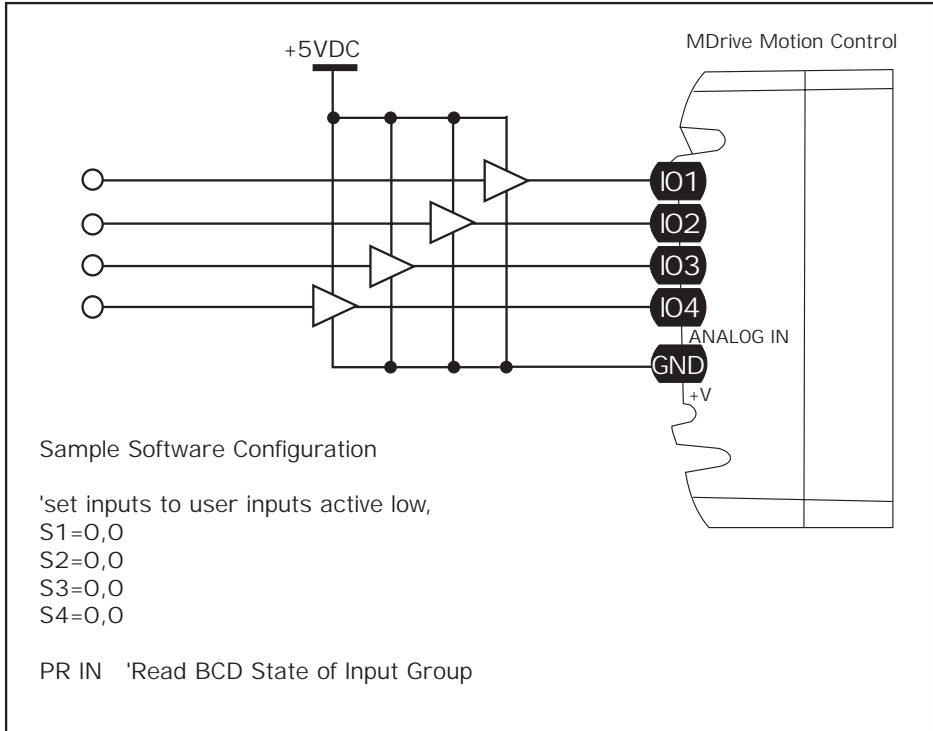 +5VDC
MDrive Motion Control
IO1
IO2
IO3
IO4
ANALOG IN
GND
+V
Sample Software Configuration
'set inputs to user inputs active low,
S1=0,0
S2=0,0
S3=0,0
S4=0,0
PR IN 'Read BCD State of Input Group